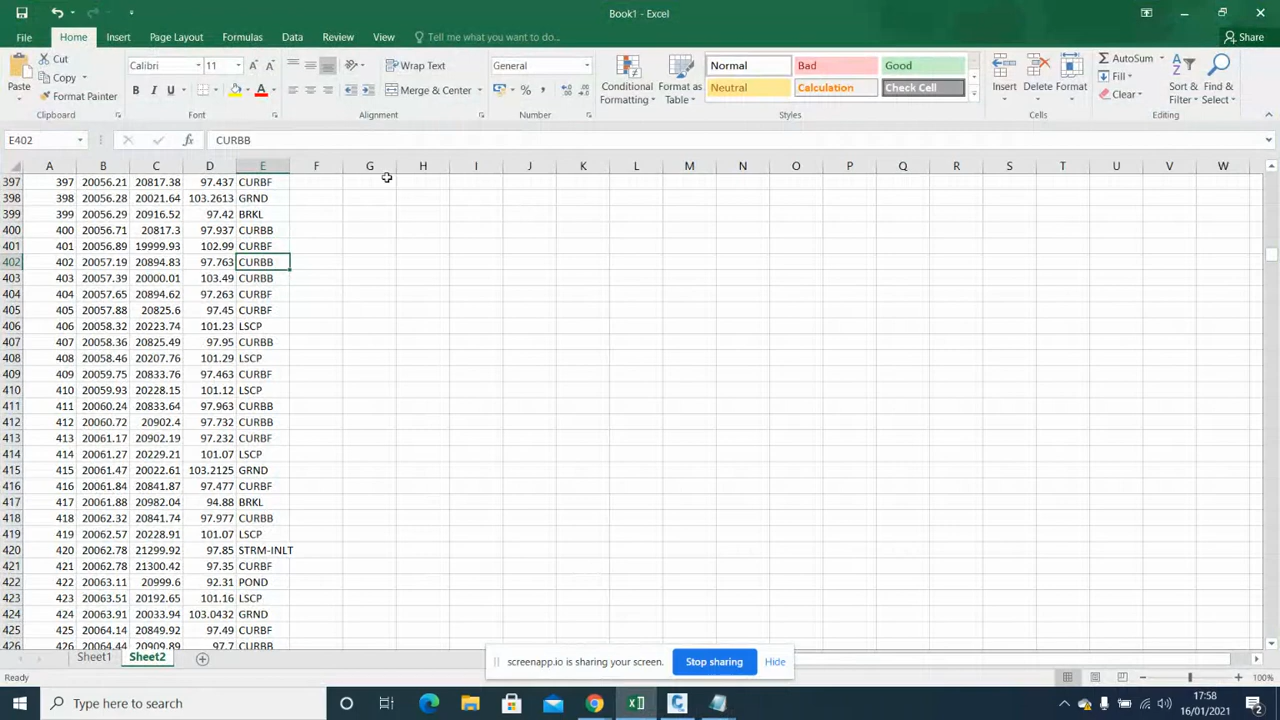 Book1 - Excel
File Home Insert Page Layout Formulas Data Review View Tell me what you want to do... Share
Paste Cut Copy Format Painter Clipboard
Calibri 11 A A B I U A Font
Wrap Text Merge & Center Alignment
General % , Number
Conditional Formatting Format as Table
Normal Bad Good
Neutral Calculation Check Cell
Styles
Insert Delete Format Cells
AutoSum Fill Clear Sort & Filter Find & Select Editing
E402 fx CURBB
A B C D E F G H I J K L M N O P Q R S T U V W
397 397 20056.21 20817.38 97.437 CURBF
398 398 20056.28 20021.64 103.2613 GRND
399 399 20056.29 20916.52 97.42 BRKL
400 400 20056.71 20817.3 97.937 CURBB
401 401 20056.89 19999.93 102.99 CURBF
402 402 20057.19 20894.83 97.763 CURBB
403 403 20057.39 20000.01 103.49 CURBB
404 404 20057.65 20894.62 97.263 CURBF
405 405 20057.88 20825.6 97.45 CURBF
406 406 20058.32 20223.74 101.23 LSCP
407 407 20058.36 20825.49 97.95 CURBB
408 408 20058.46 20207.76 101.29 LSCP
409 409 20059.75 20833.76 97.463 CURBF
410 410 20059.93 20228.15 101.12 LSCP
411 411 20060.24 20833.64 97.963 CURBB
412 412 20060.72 20902.4 97.732 CURBB
413 413 20061.17 20902.19 97.232 CURBF
414 414 20061.27 20229.21 101.07 LSCP
415 415 20061.47 20022.61 103.2125 GRND
416 416 20061.84 20841.87 97.477 CURBF
417 417 20061.88 20982.04 94.88 BRKL
418 418 20062.32 20841.74 97.977 CURBB
419 419 20062.57 20228.91 101.07 LSCP
420 420 20062.78 21299.92 97.85 STRM-INLT
421 421 20062.78 21300.42 97.35 CURBF
422 422 20063.11 20999.6 92.31 POND
423 423 20063.51 20192.65 101.16 LSCP
424 424 20063.91 20033.94 103.0432 GRND
425 425 20064.14 20849.92 97.49 CURBF
426 426 20064.44 20909.89 97.7 CURBB
Sheet1 Sheet2
screenapp.io is sharing your screen. Stop sharing Hide
Ready 100%
Type here to search
17:58
16/01/2021
2